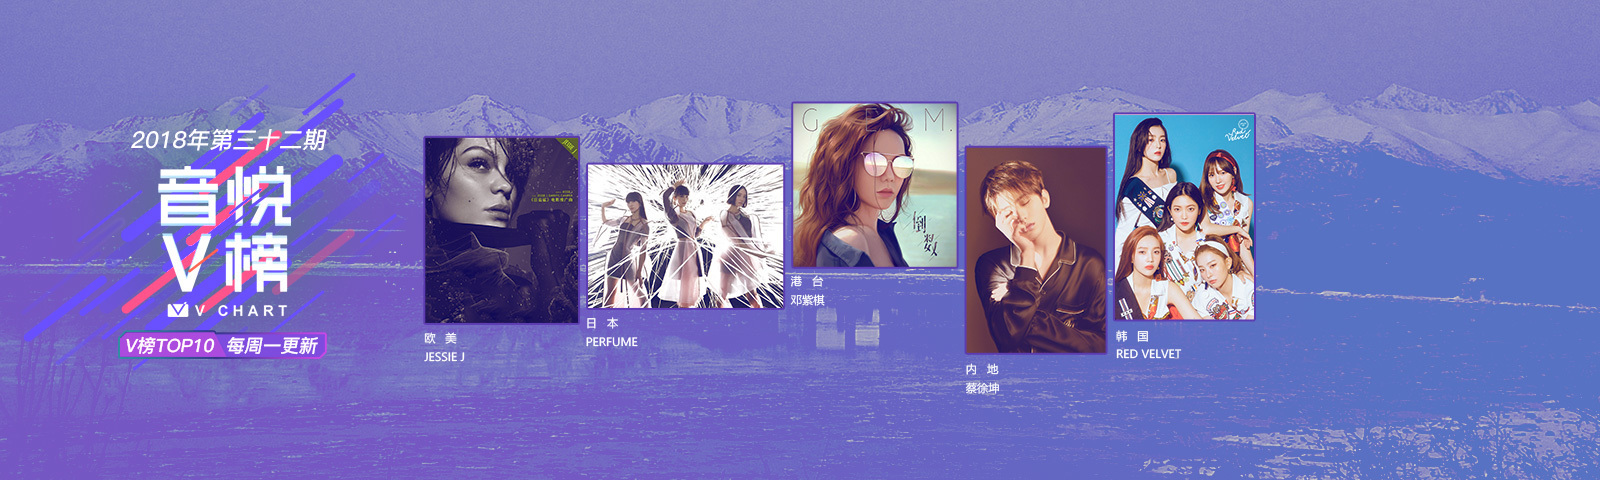 2018年第三十二期
音悦
V榜
V CHART
V榜TOP10 每周一更新
欧 美
JESSIE J
日 本
PERFUME
G. E. M.
倒数
港 台
邓紫棋
内 地
蔡徐坤
Red Velvet
韩 国
RED VELVET